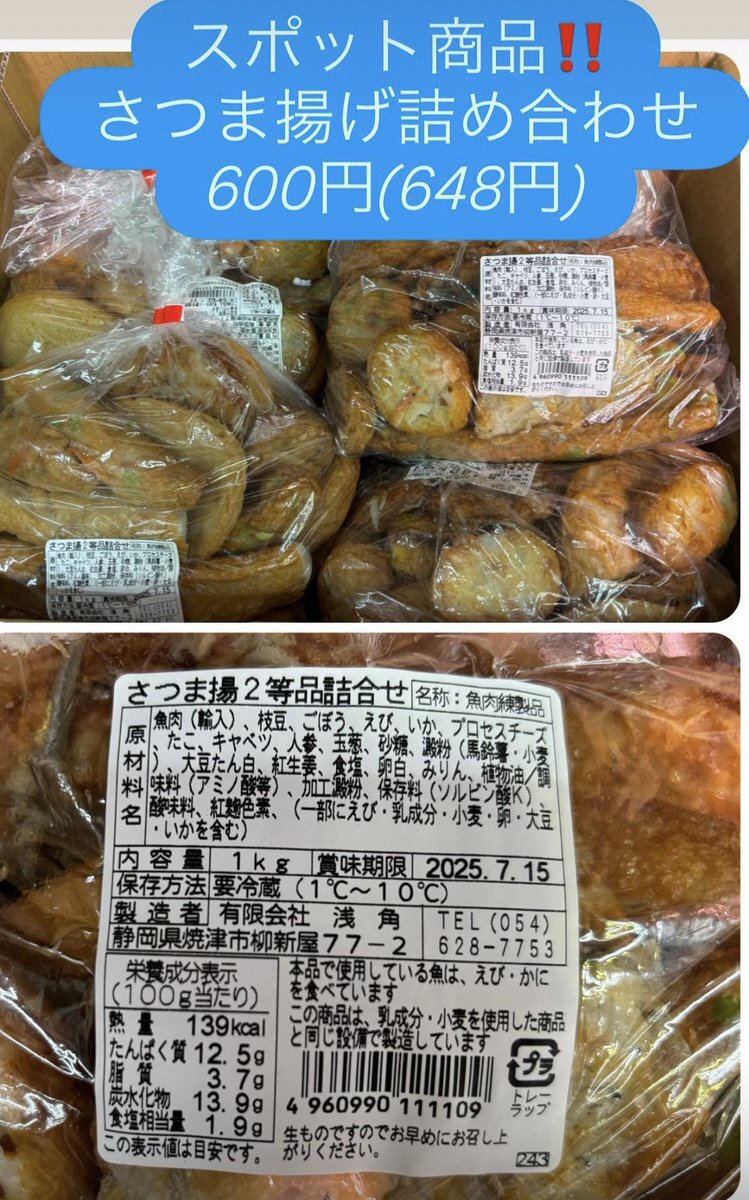 スポット商品‼️
さつま揚げ詰め合わせ
600円(648円)
さつま揚2等品詰合せ
名称:魚肉練製品
原材料名
魚肉(輸入)、枝豆、ごぼう、えび、いか、プロセスチーズ
、たこ、キャベツ、人参、玉葱、砂糖、澱粉(馬鈴薯・小麦
)、大豆たん白、紅生姜、食塩、卵白、みりん、植物油/調
味料(アミノ酸等)、加工澱粉、保存料(ソルビン酸K)
酸味料、紅麹色素、(一部にえび・乳成分・小麦・卵・大豆
・いかを含む)
内容量 1kg 賞味期限 2025.7.15
保存方法 要冷蔵(1℃〜10℃)
製造者 有限会社 浅角
静岡県焼津市柳新屋77-2
TEL(054)
628-7753
栄養成分表示
(100g当たり)
熱量 139kcal
たんぱく質 12.5g
脂質 3.7g
炭水化物 13.9g
食塩相当量 1.9g
この表示値は目安です。
本品で使用している魚は、えび・かに
を食べています
この商品は、乳成分・小麦を使用した商品
と同じ設備で製造しています
4 960990 111109
プラ
トレー
ラップ
生ものですのでお早めにお召し上
がりください。
243